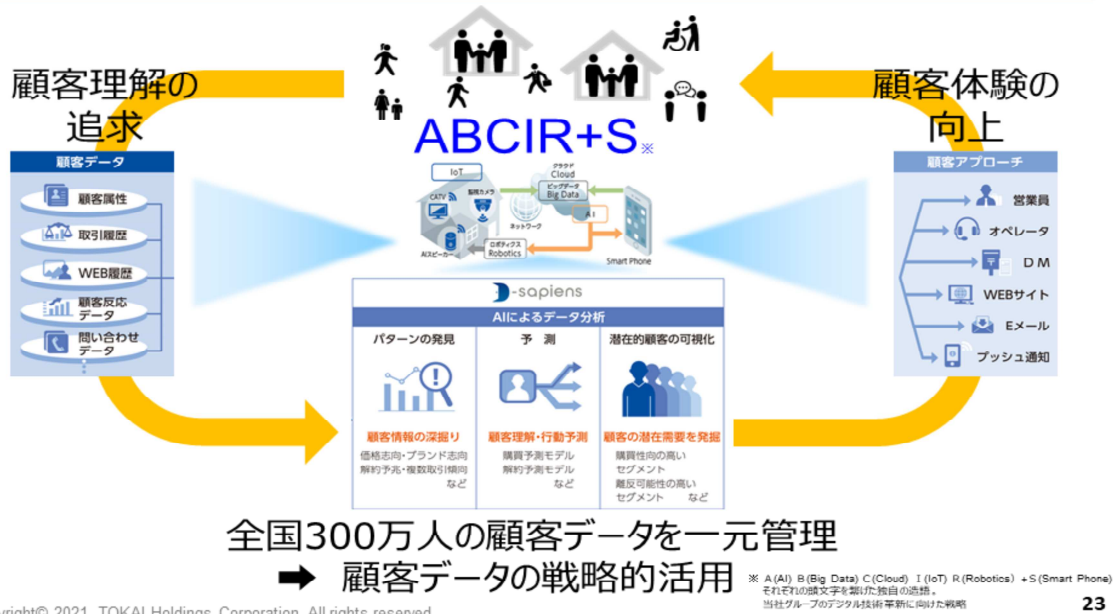 顧客理解の
追求
顧客体験の
向上
ABCIR+S※
顧客データ
顧客属性
取引履歴
WEB履歴
顧客反応
データ
問い合わせ
データ
IoT
CATV
監視カメラ
AIスピーカー
ネットワーク
クラウド
Cloud
ビッグデータ
Big Data
AI
ロボティクス
Robotics
Smart Phone
顧客アプローチ
営業員
オペレータ
DM
WEBサイト
Eメール
プッシュ通知
D-sapiens
AIによるデータ分析
パターンの発見
顧客情報の深掘り
価格志向・ブランド志向
解約予兆・複数取引傾向
など
予 測
顧客理解・行動予測
購買予測モデル
解約予測モデル
など
潜在的顧客の可視化
顧客の潜在需要を発掘
購買性向の高い
セグメント
離反可能性の高い
セグメント など
全国300万人の顧客データを一元管理
➡ 顧客データの戦略的活用
※ A(AI) B(Big Data) C(Cloud) I(IoT) R(Robotics) +S(Smart Phone)
それぞれの頭文字を繋げた独自の造語。
当社グループのデジタル技術革新に向けた戦略
yright© 2021 TOKAI Holdings Corporation. All rights reserved.
23